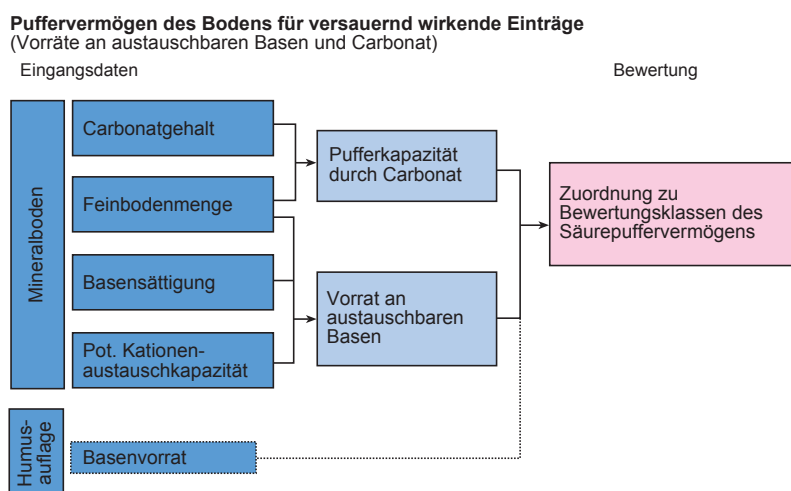 Puffervermögen des Bodens für versauernd wirkende Einträge
(Vorräte an austauschbaren Basen und Carbonat)
Eingangsdaten
Bewertung
Mineralboden
Carbonatgehalt
Feinbodenmenge
Basensättigung
Pot. Kationen-
austauschkapazität
Pufferkapazität
durch Carbonat
Vorrat an
austauschbaren
Basen
Zuordnung zu
Bewertungsklassen des
Säurepuffervermögens
Humus-
auflage
Basenvorrat